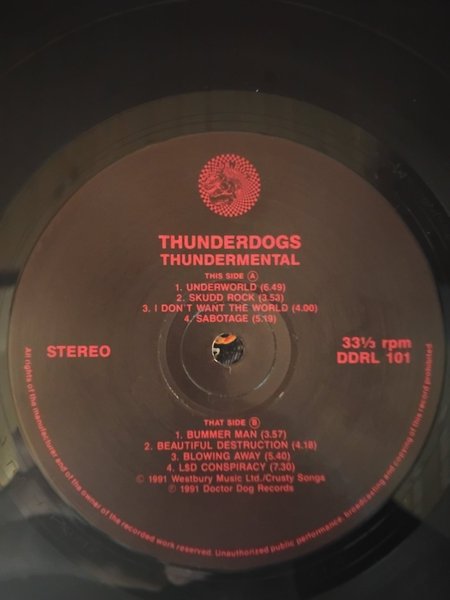 THUNDERDOGS
THUNDERMENTAL
THIS SIDE A
1. UNDERWORLD (6.49)
2. SKUDD ROCK (3.53)
3. I DON'T WANT THE WORLD (4.00)
4. SABOTAGE (5.19)
STEREO
33⅓ rpm
DDRL 101
THAT SIDE B
1. BUMMER MAN (3.57)
2. BEAUTIFUL DESTRUCTION (4.18)
3. BLOWING AWAY (5.40)
4. L$D CONSPIRACY (7.30)
© 1991 Westbury Music Ltd./Crusty Songs
℗ 1991 Doctor Dog Records
All rights of the manufacturer and of the owner of the recorded work reserved. Unauthorized public performance, broadcasting and copying of this record prohibited.